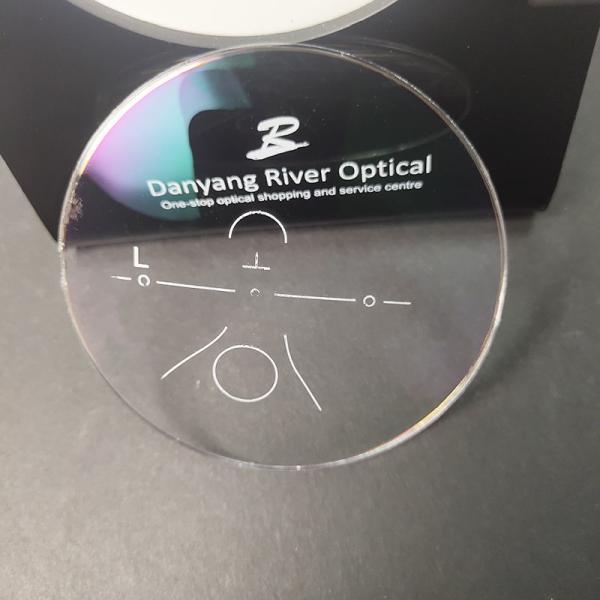 R
Danyang River Optical
One-stop optical shopping and service centre
L